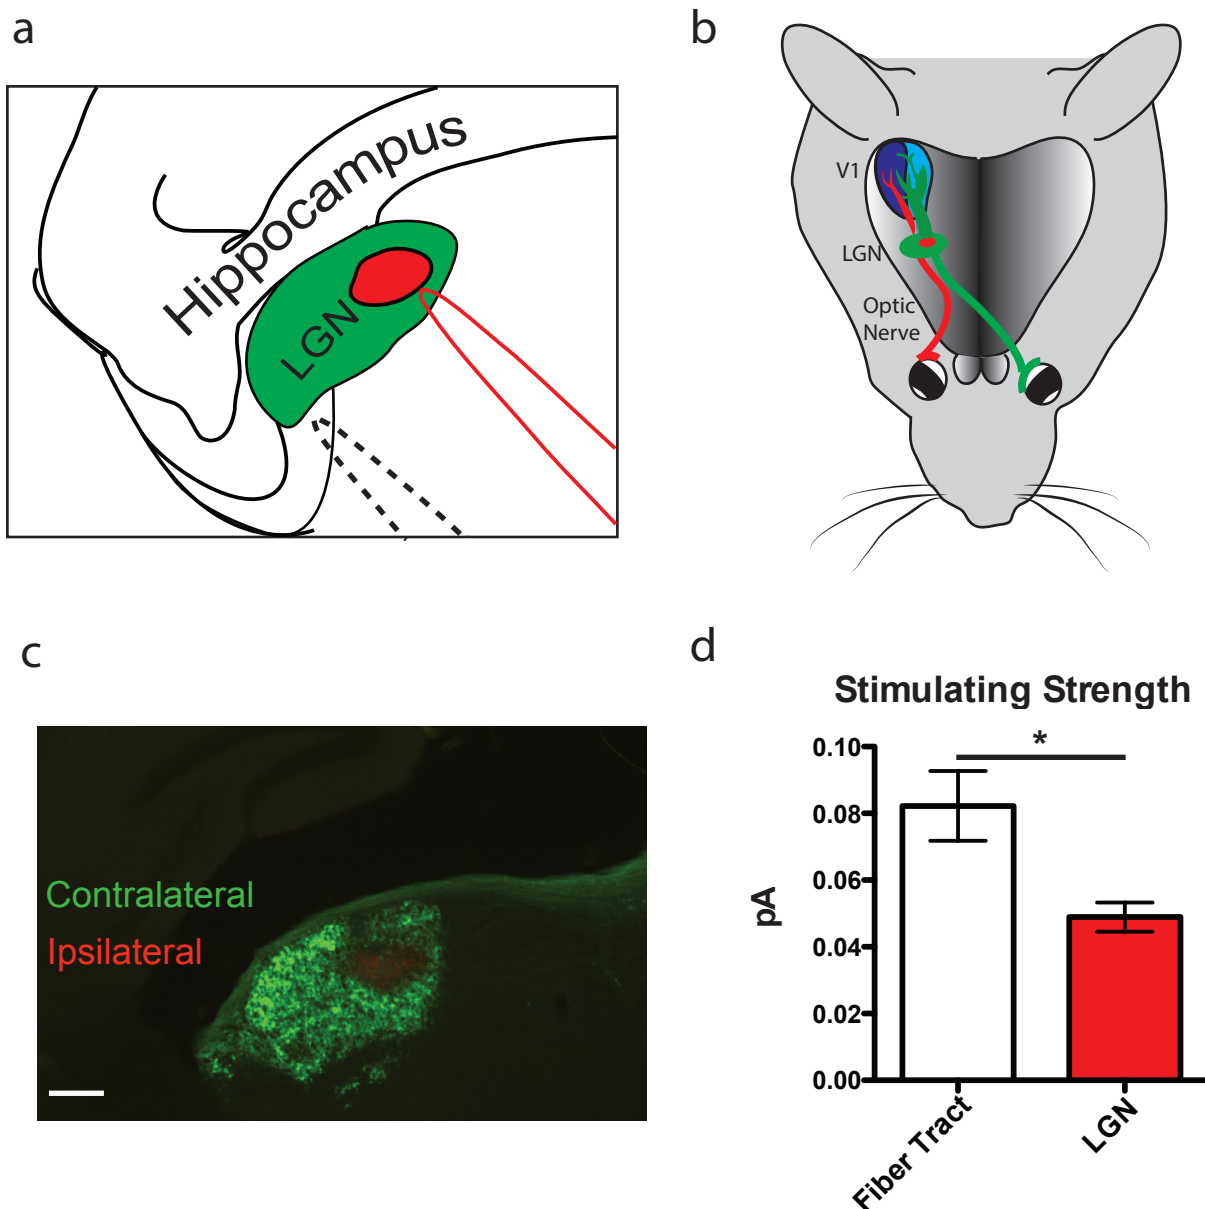 a
Hippocampus
LGN
b
V1
LGN
Optic
Nerve
c
Contralateral
Ipsilateral
d
Stimulating Strength
*
pA
0.10
0.08
0.06
0.04
0.02
0.00
Fiber Tract
LGN